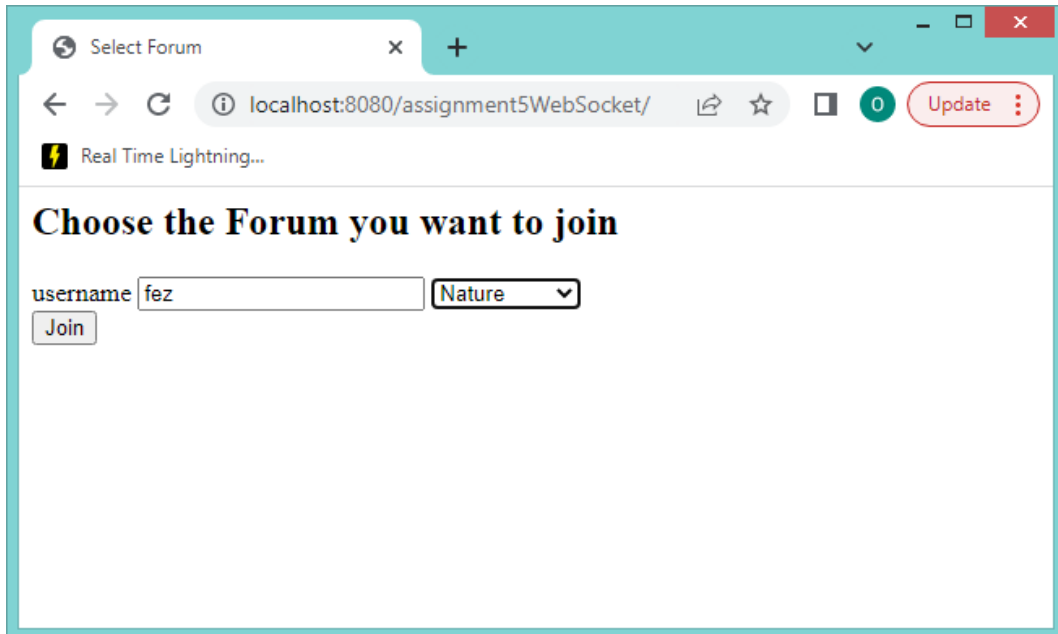 Select Forum
localhost:8080/assignment5WebSocket/
O
Update
Real Time Lightning...
Choose the Forum you want to join
username fez Nature
Join